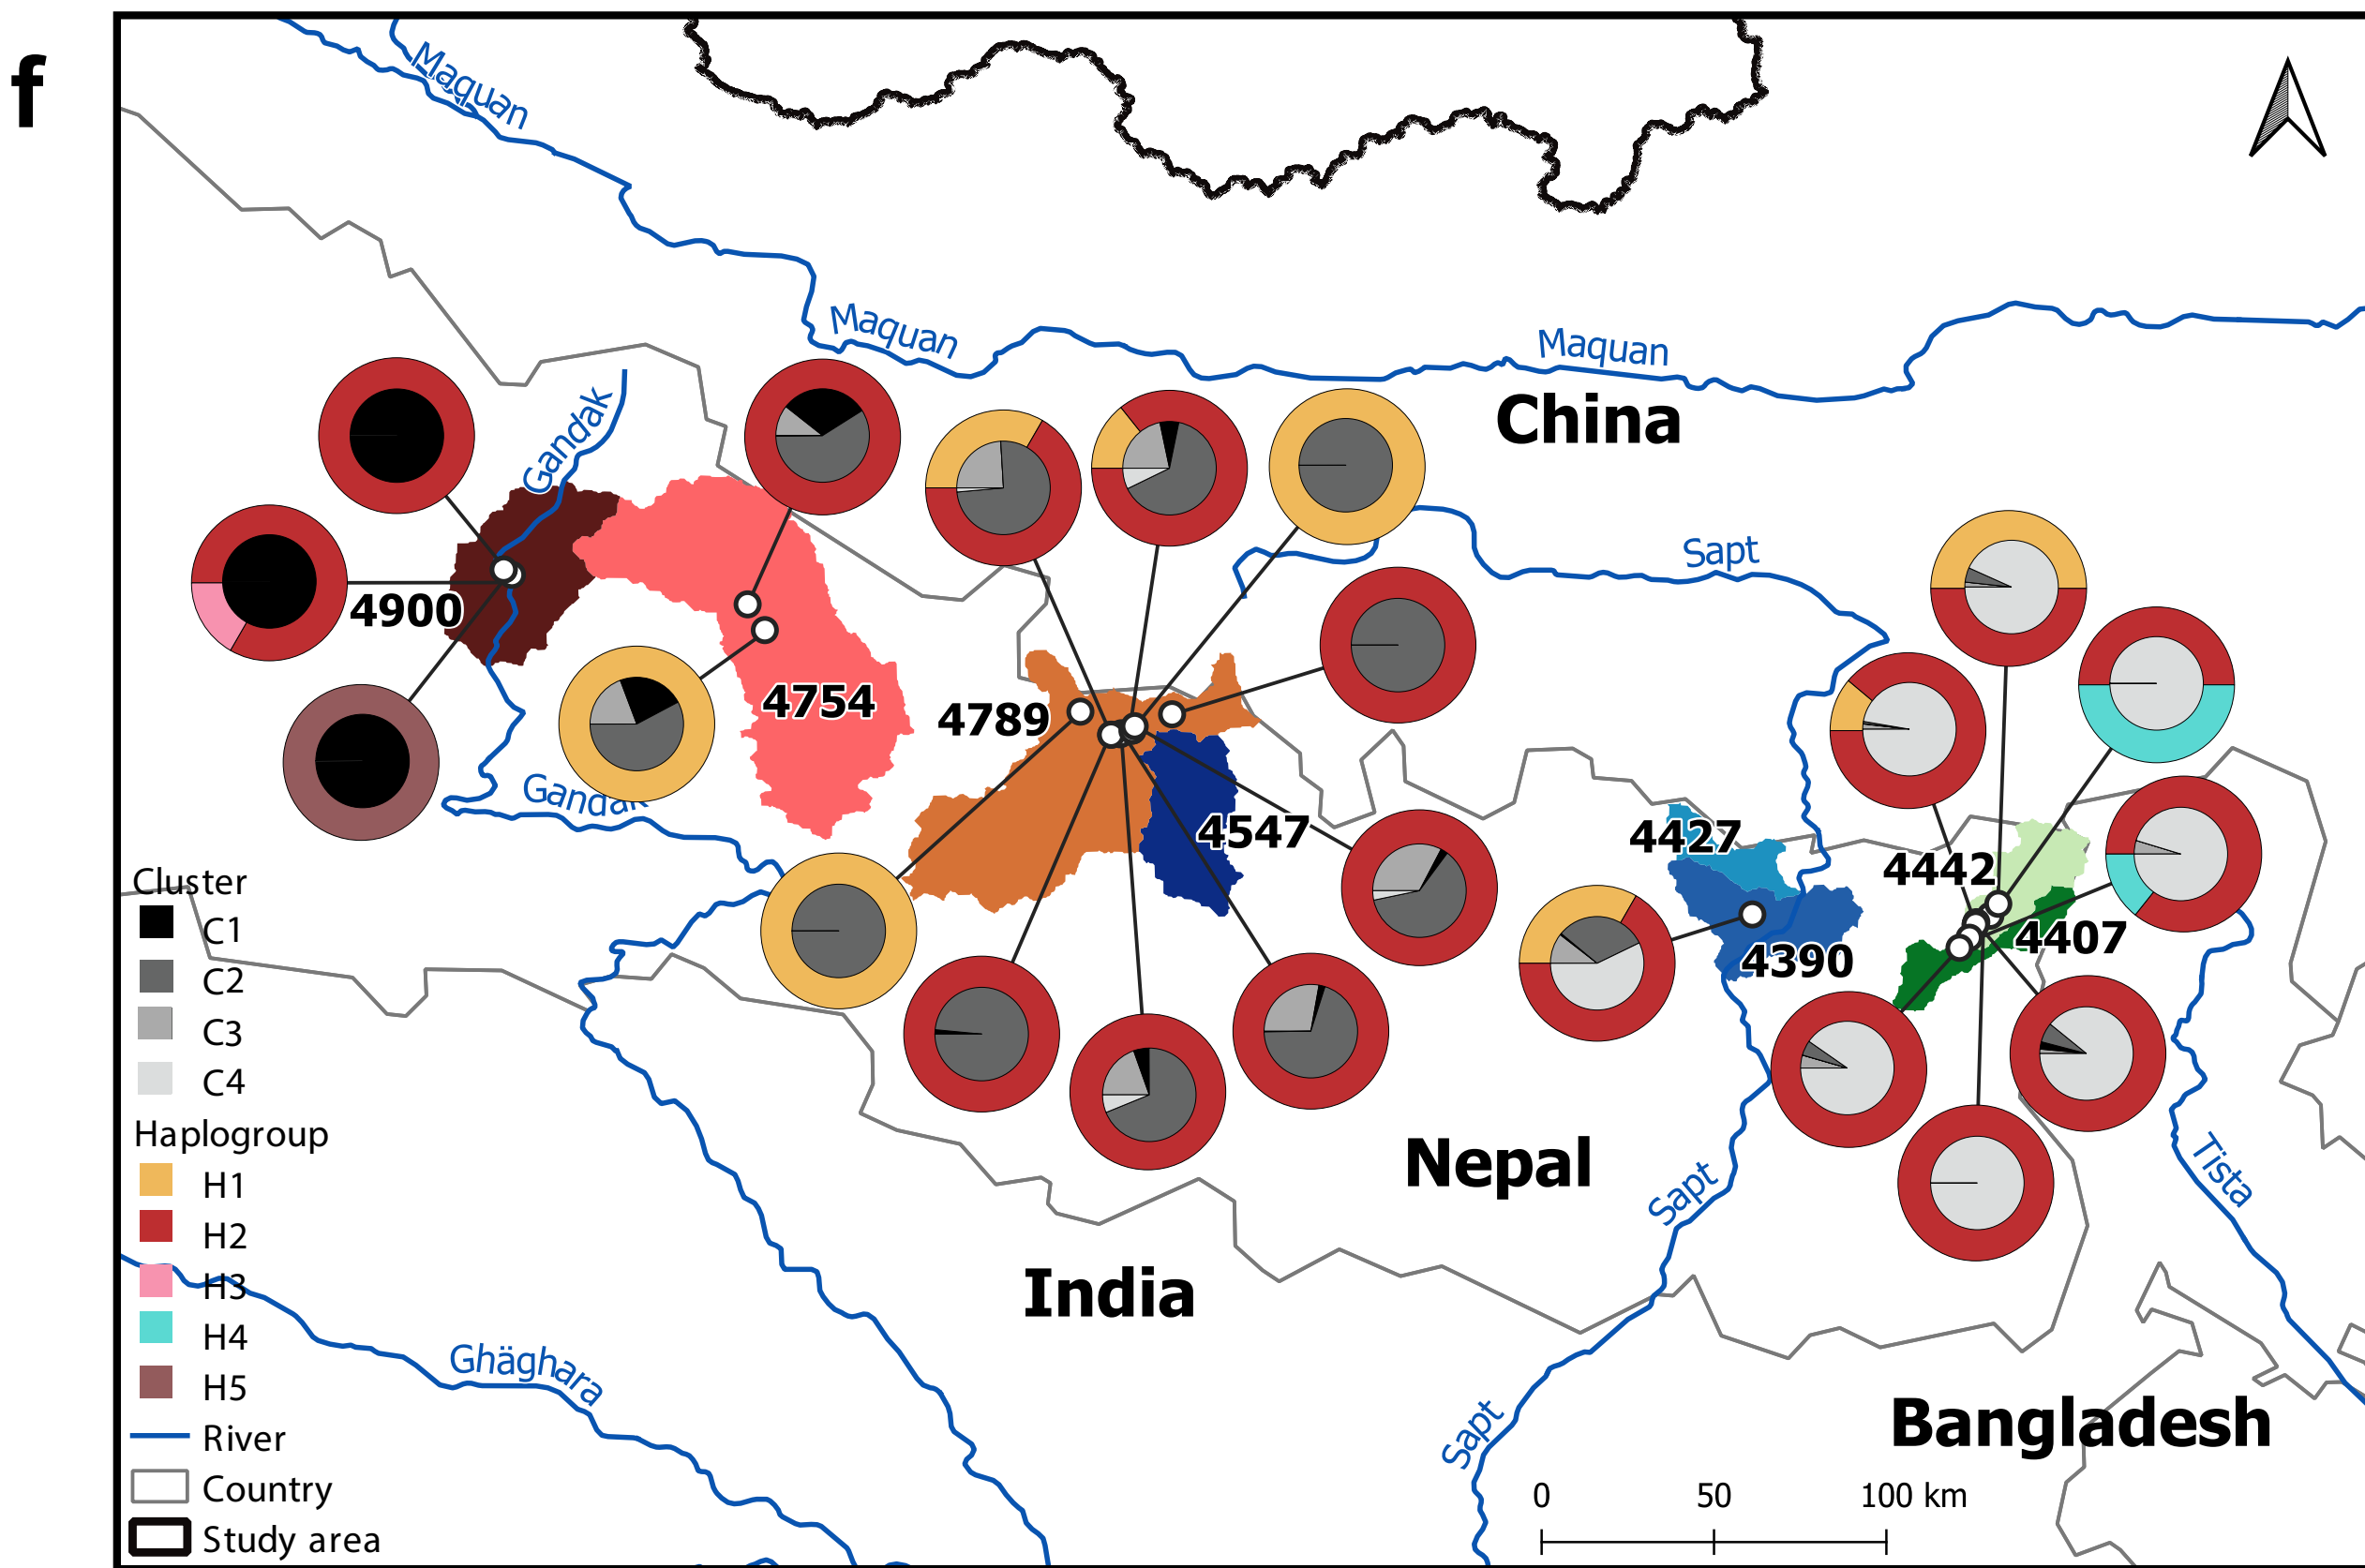 f
Maquan
Maquan
Maquan
China
Gandak
Sapt
4900
4754
4789
Gandak
4547
4427
4442
4407
4390
Cluster
C1
C2
C3
C4
Haplogroup
H1
H2
H3
H4
H5
River
Country
Study area
Nepal
Sapt
Tista
India
Ghäghara
Bangladesh
Sapt
0 50 100 km